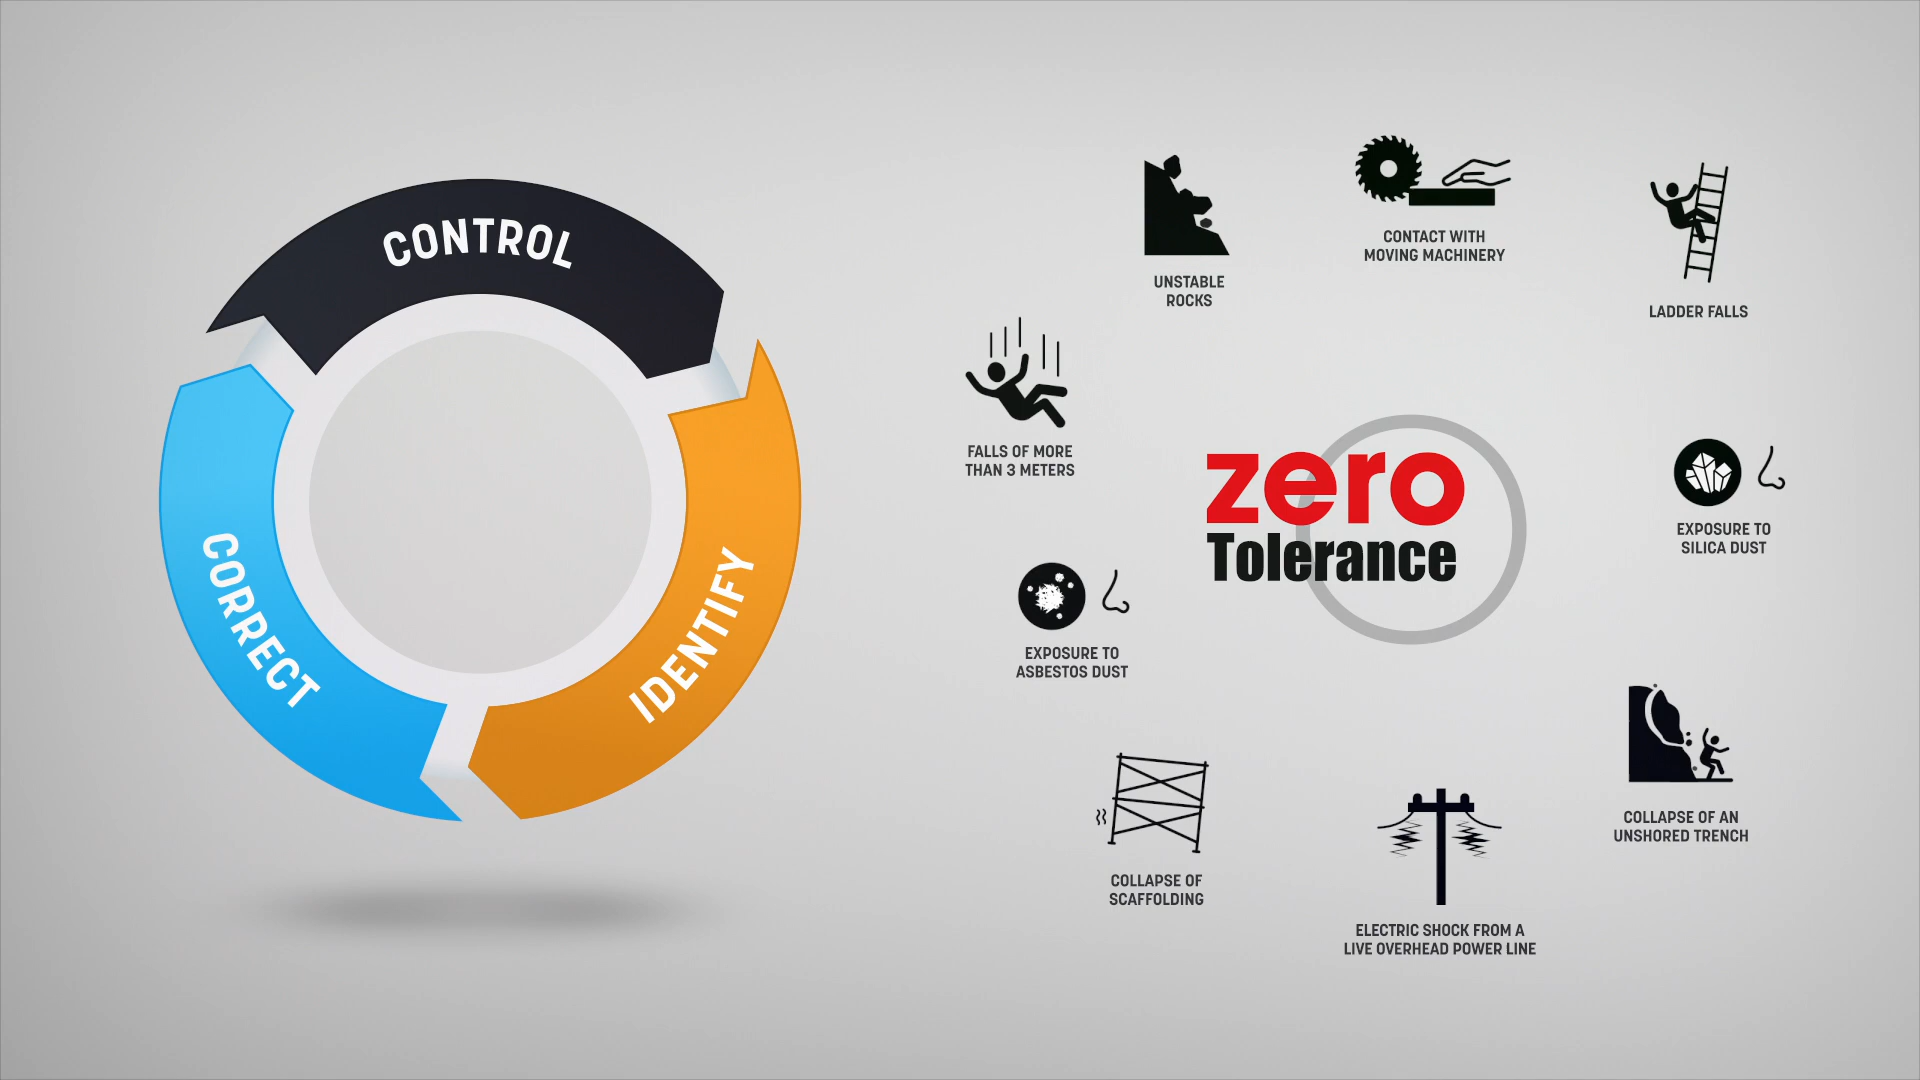 CONTROL
IDENTIFY
CORRECT
UNSTABLE
ROCKS
CONTACT WITH
MOVING MACHINERY
LADDER FALLS
FALLS OF MORE
THAN 3 METERS
zero
Tolerance
EXPOSURE TO
SILICA DUST
EXPOSURE TO
ASBESTOS DUST
COLLAPSE OF AN
UNSHORED TRENCH
COLLAPSE OF
SCAFFOLDING
ELECTRIC SHOCK FROM A
LIVE OVERHEAD POWER LINE